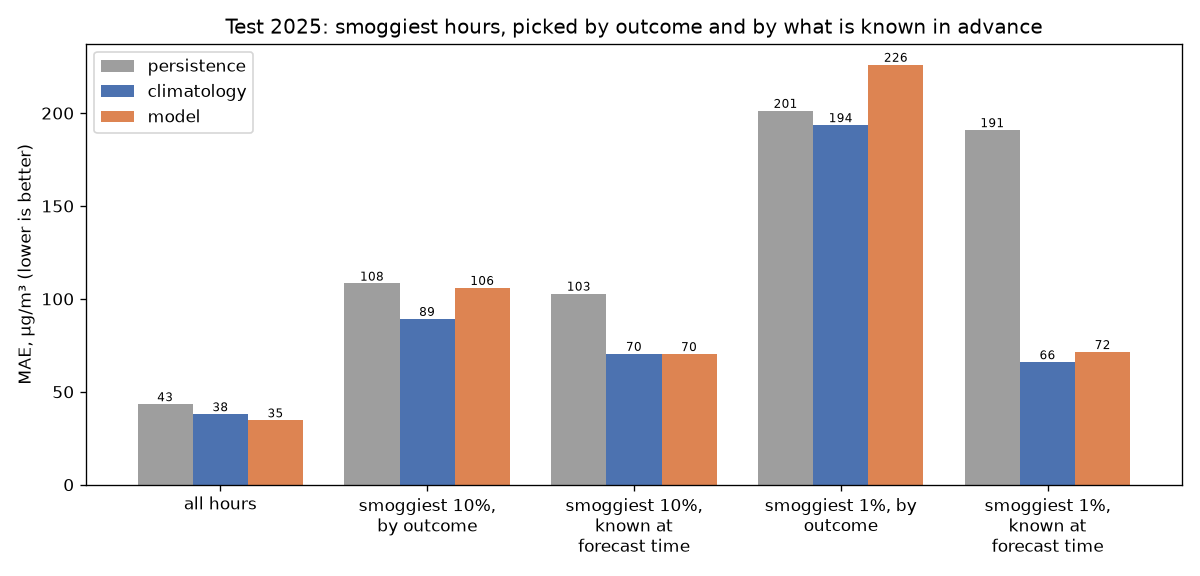 Test 2025: smoggiest hours, picked by outcome and by what is known in advance
persistence
climatology
model
MAE, µg/m³ (lower is better)
200
150
100
50
0
43
38
35
108
89
106
103
70
70
201
194
226
191
66
72
all hours
smoggiest 10%,
by outcome
smoggiest 10%,
known at
forecast time
smoggiest 1%, by
outcome
smoggiest 1%,
known at
forecast time